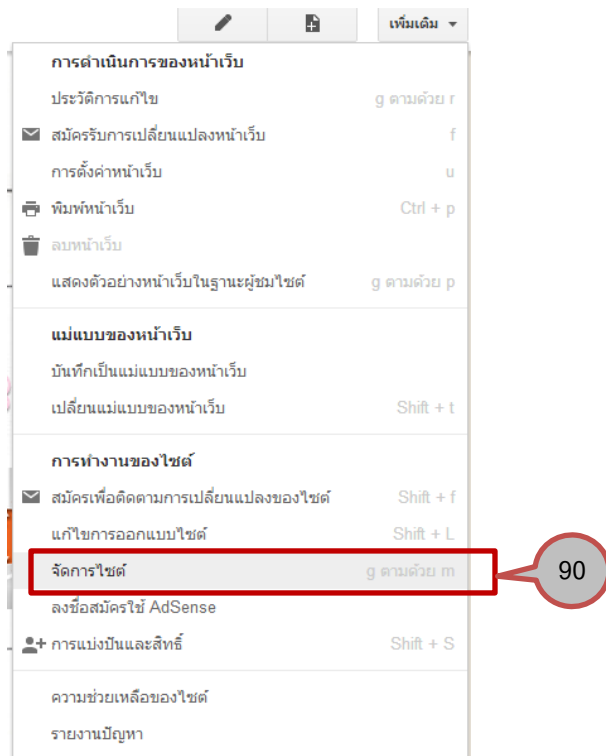 เพิ่มเติม
การดำเนินการของหน้าเว็บ
ประวัติการแก้ไข g ตามด้วย r
สมัครรับการเปลี่ยนแปลงหน้าเว็บ f
การตั้งค่าหน้าเว็บ u
พิมพ์หน้าเว็บ Ctrl + p
ลบหน้าเว็บ
แสดงตัวอย่างหน้าเว็บในฐานะผู้ชมไซต์ g ตามด้วย p
แม่แบบของหน้าเว็บ
บันทึกเป็นแม่แบบของหน้าเว็บ
เปลี่ยนแม่แบบของหน้าเว็บ Shift + t
การทำงานของไซต์
สมัครเพื่อติดตามการเปลี่ยนแปลงของไซต์ Shift + f
แก้ไขการออกแบบไซต์ Shift + L
จัดการไซต์ g ตามด้วย m
90
ลงชื่อสมัครใช้ AdSense
การแบ่งปันและสิทธิ์ Shift + S
ความช่วยเหลือของไซต์
รายงานปัญหา